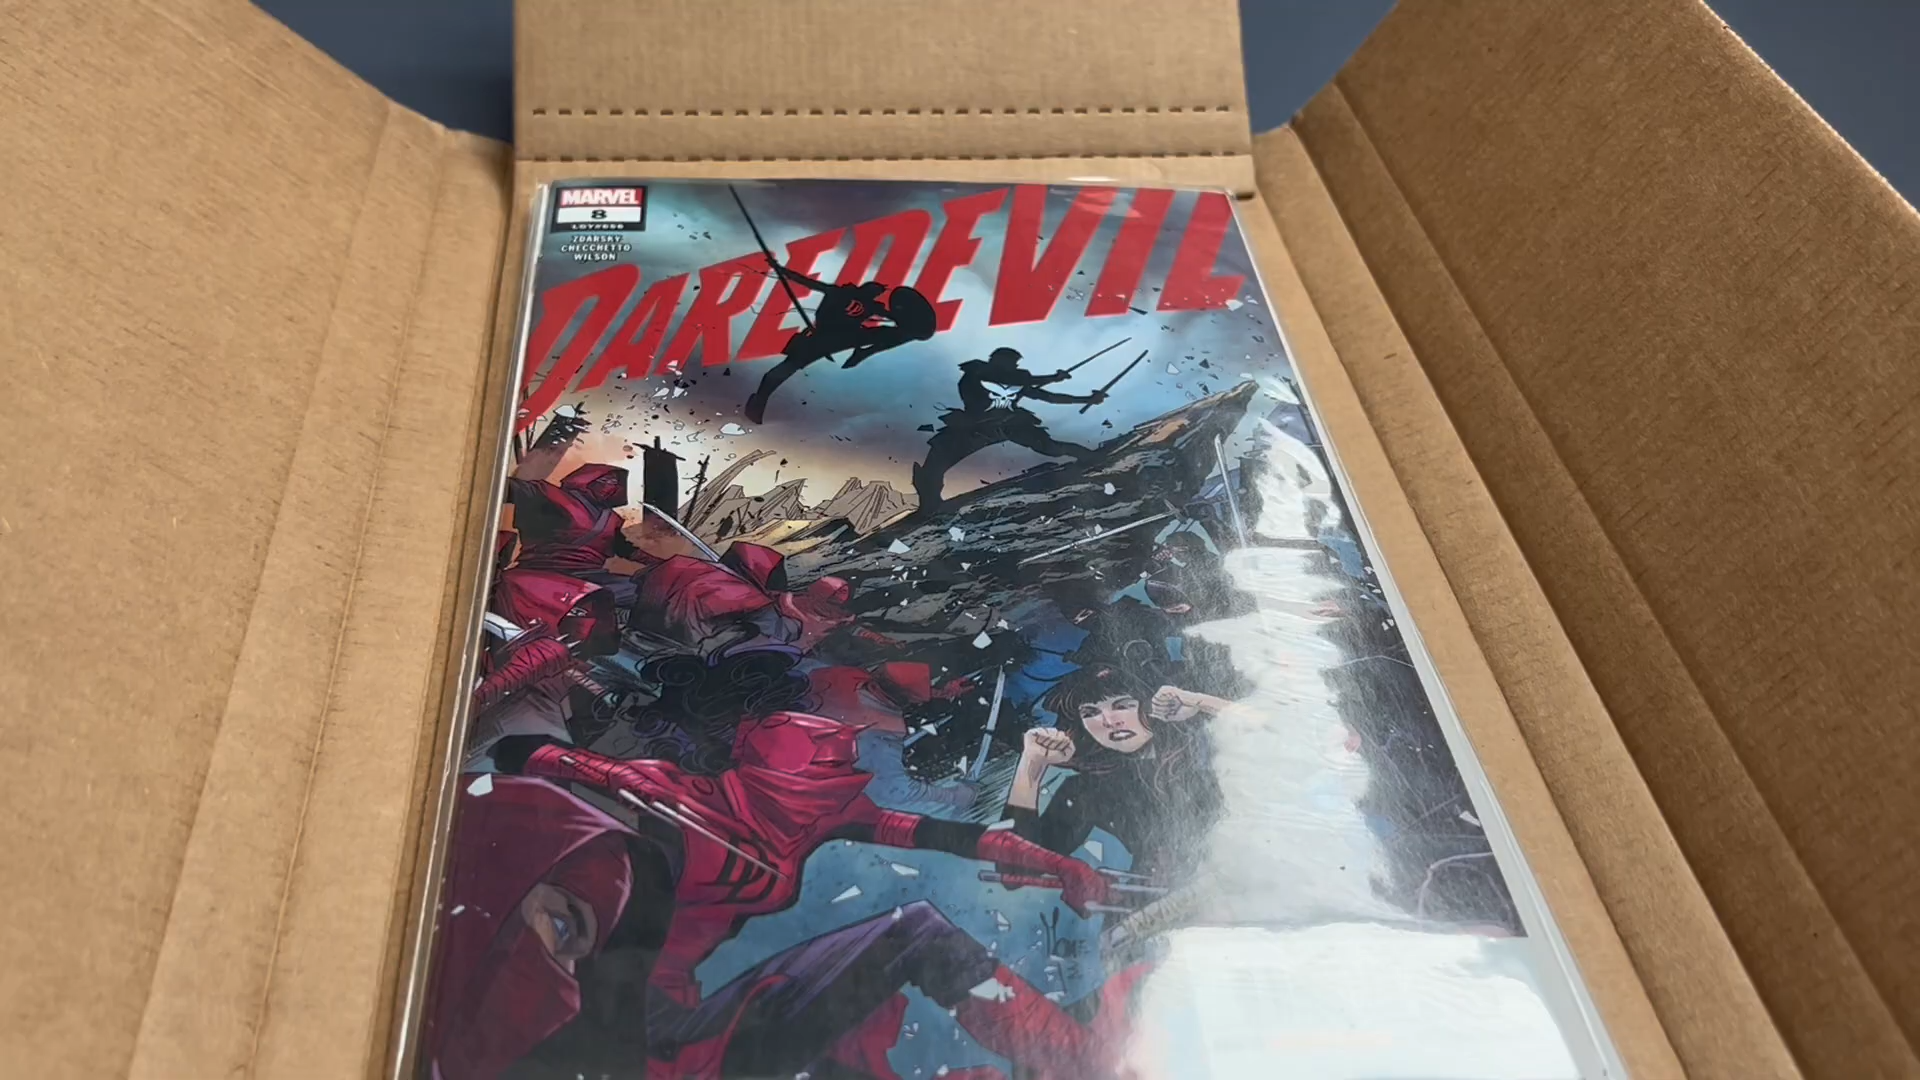 MARVEL
8
LGY#656
ZDARSKY
CHECCHETTO
WILSON
DAREDEVIL